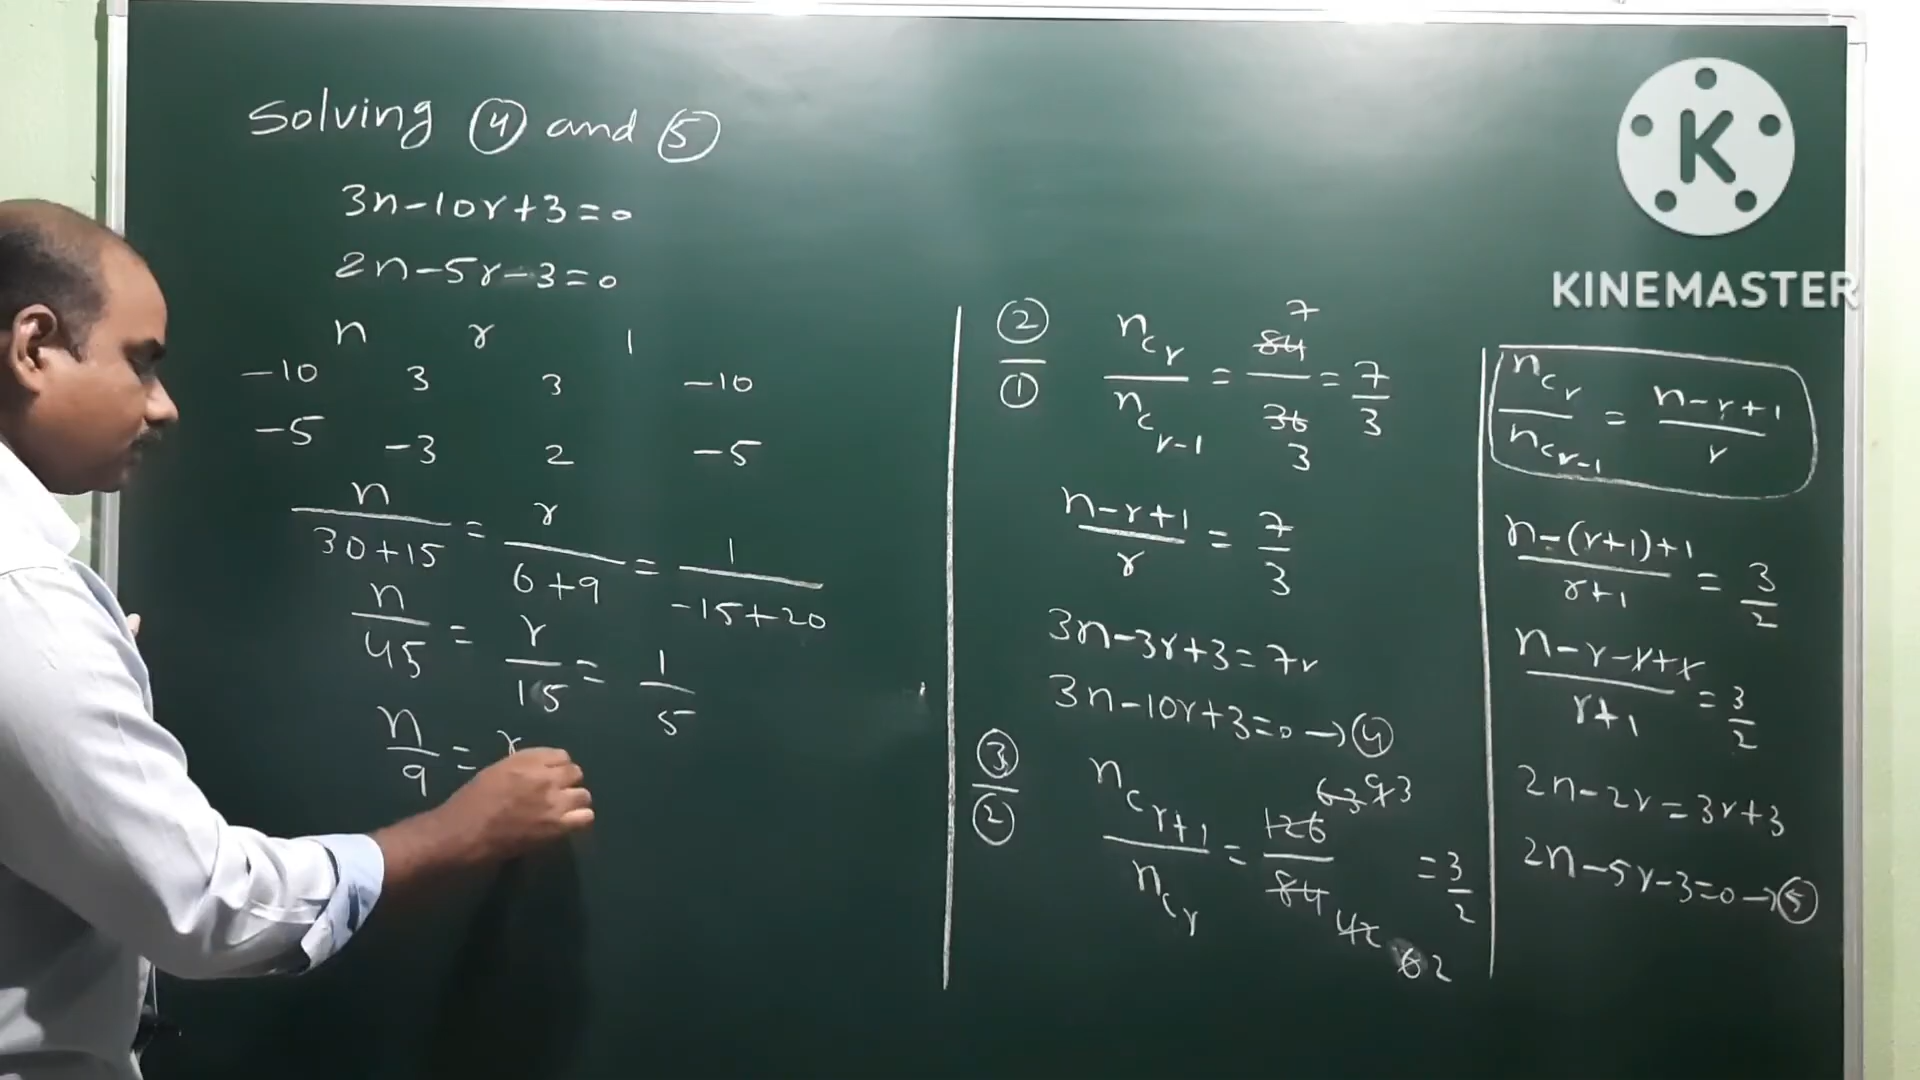 Solving ④ and ⑤
3n-10r+3=0
2n-5r-3=0
n r 1
-10 3 3 -10
-5 -3 2 -5
n/30+15 = r/6+9 = 1/-15+20
n/45 = r/15 = 1/5
n/9 = r
②/① nCr/nCr-1 = 84/36 = 7/3
7
3
n-r+1/r = 7/3
3n-3r+3=7r
3n-10r+3=0→④
③/② nCr+1/nCr = 126/84 = 3/2
63 9 3
42 6 2
nCr/nCr-1 = n-r+1/r
n-(r+1)+1/r+1 = 3/2
n-r-1+1/r+1 = 3/2
2n-2r=3r+3
2n-5r-3=0→⑤
K
KINEMASTER